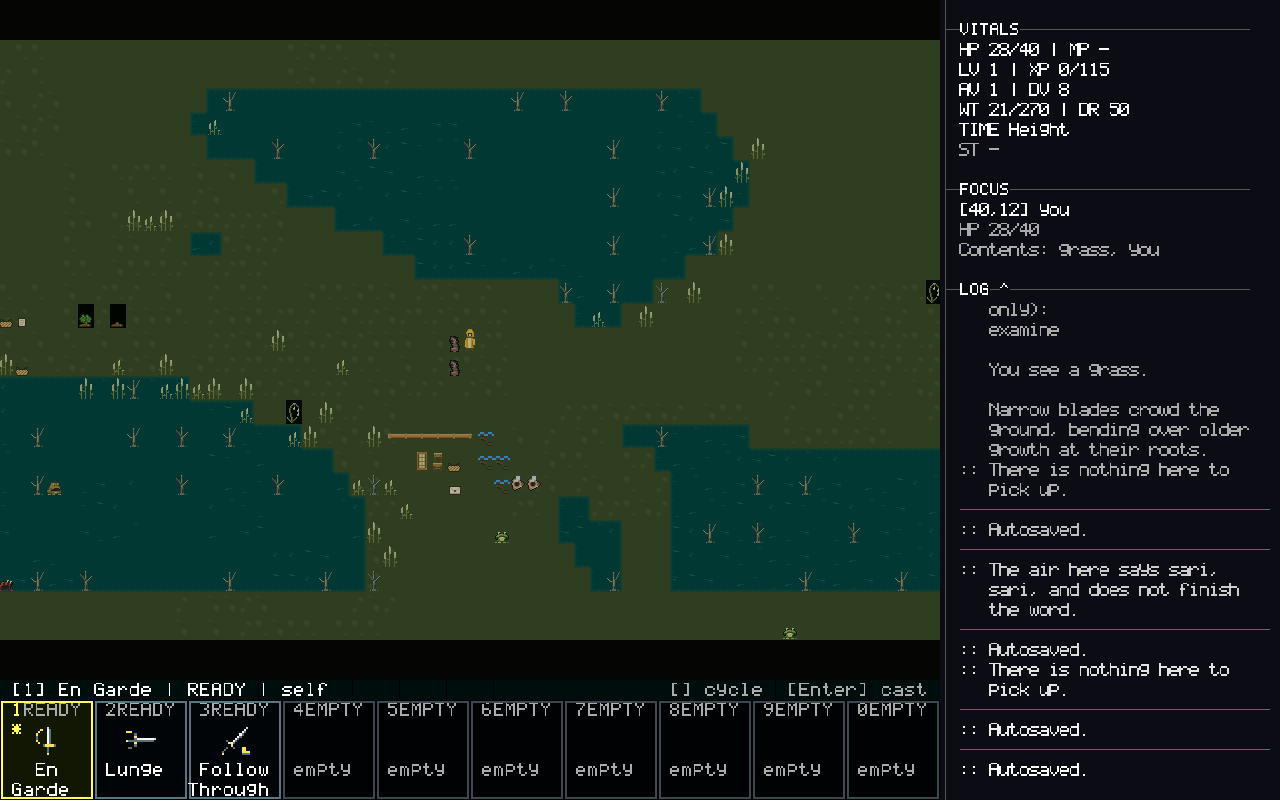 VITALS
HP 28/40 | MP -
LV 1 | XP 0/115
AV 1 | DV 8
WT 21/270 | DR 50
TIME Height
ST -
FOCUS
[40,12] You
HP 28/40
Contents: grass, You
LOG ^
only):
examine
You see a grass.
Narrow blades crowd the
ground, bending over older
growth at their roots.
:: There is nothing here to
Pick up.
:: Autosaved.
:: The air here says sari,
sari, and does not finish
the word.
:: Autosaved.
:: There is nothing here to
Pick up.
:: Autosaved.
:: Autosaved.
[1] En Garde | READY | self
[] cycle [Enter] cast
1READY 2READY 3READY 4EMPTY 5EMPTY 6EMPTY 7EMPTY 8EMPTY 9EMPTY 0EMPTY
*
En Lunge Follow empty empty empty empty empty empty empty
Garde Through